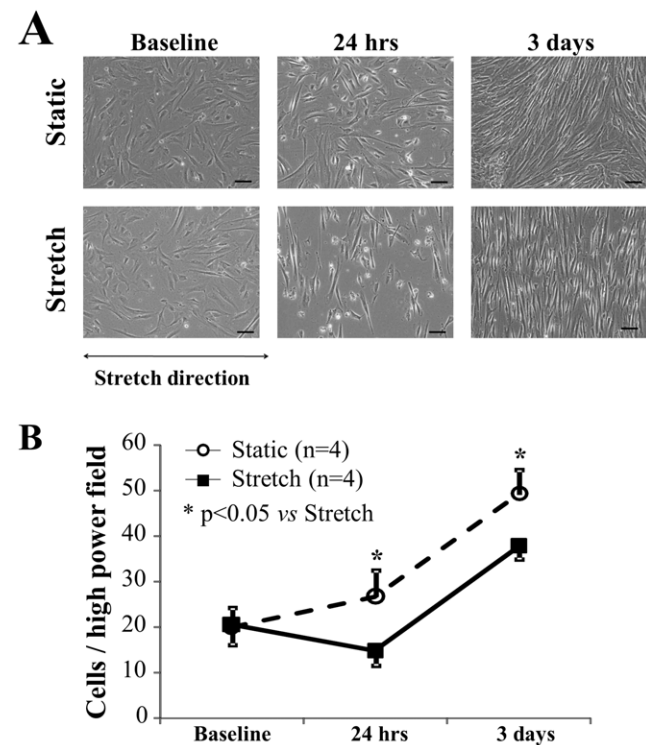 A
Baseline
24 hrs
3 days
Static
Stretch
Stretch direction
B
Cells / high power field
60
50
40
30
20
10
0
Static (n=4)
Stretch (n=4)
* p<0.05 vs Stretch
*
*
Baseline
24 hrs
3 days